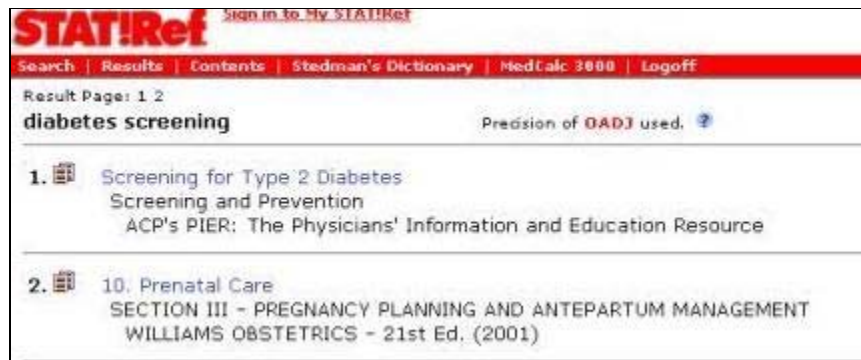 STAT!Ref Sign in to My STAT!Ref
Search | Results | Contents | Stedman's Dictionary | MedCalc 3000 | Logoff
Result Page: 1 2
diabetes screening Precision of OADJ used. ?
1. Screening for Type 2 Diabetes
Screening and Prevention
ACP's PIER: The Physicians' Information and Education Resource
2. 10. Prenatal Care
SECTION III - PREGNANCY PLANNING AND ANTEPARTUM MANAGEMENT
WILLIAMS OBSTETRICS - 21st Ed. (2001)